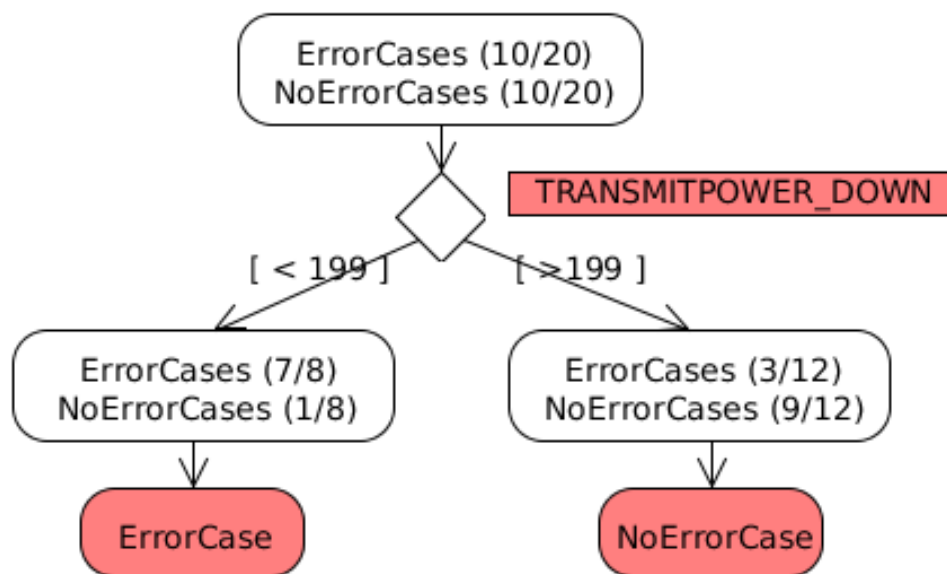 ErrorCases (10/20)
NoErrorCases (10/20)
TRANSMITPOWER_DOWN
[ < 199 ]
[ >199 ]
ErrorCases (7/8)
NoErrorCases (1/8)
ErrorCases (3/12)
NoErrorCases (9/12)
ErrorCase
NoErrorCase